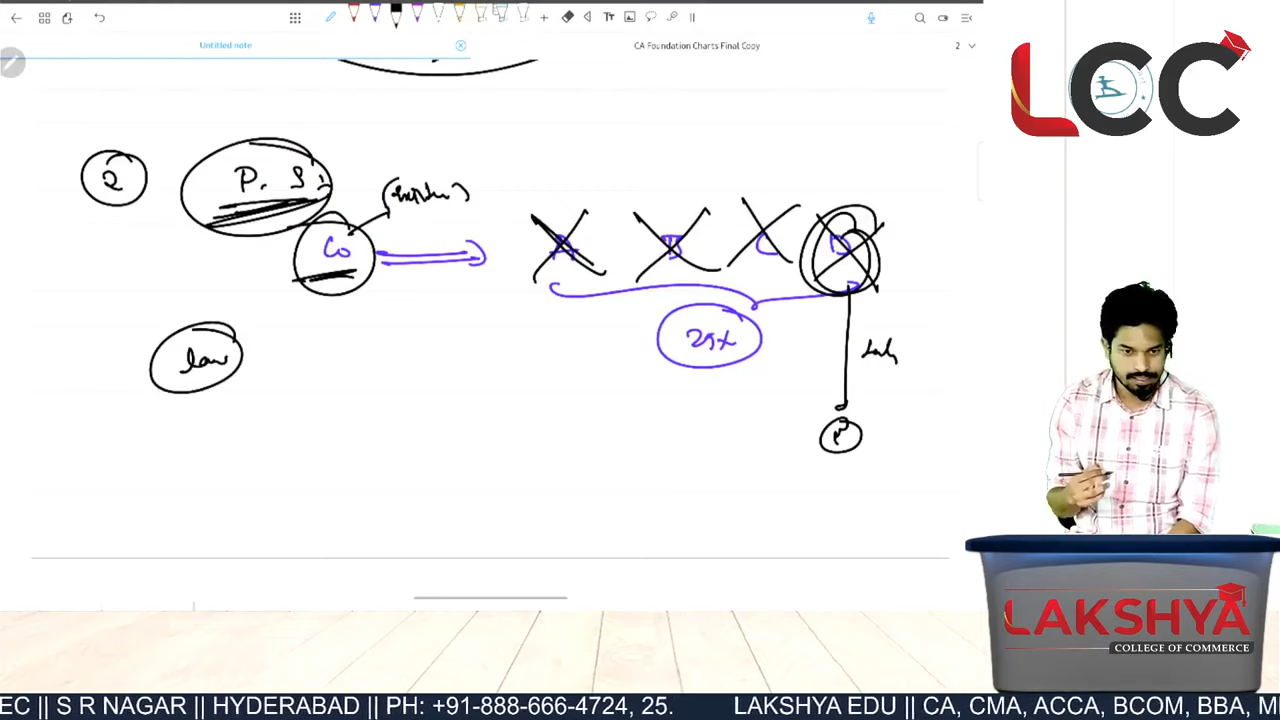 Untitled note
CA Foundation Charts Final Copy
2
LCC
2
P. S
Co
A B C D
law
LAKSHYA
COLLEGE OF COMMERCE
EC || S R NAGAR || HYDERABAD || PH: +91-888-666-4724, 25.
LAKSHYA EDU || CA, CMA, ACCA, BCOM, BBA, M